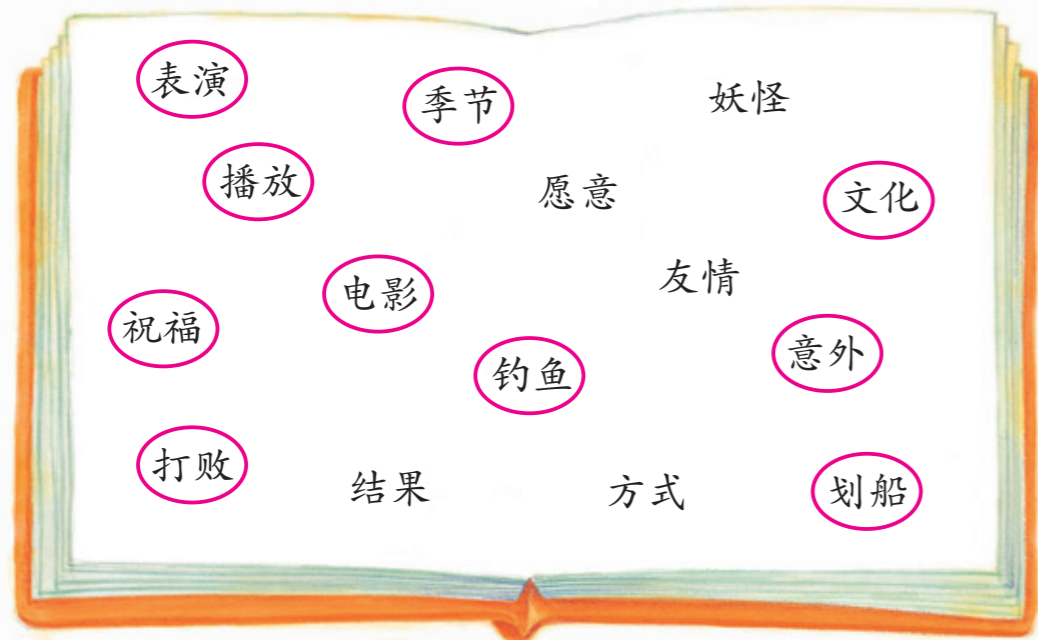 表演
季节
妖怪
播放
愿意
文化
电影
友情
祝福
钓鱼
意外
打败
结果
方式
划船